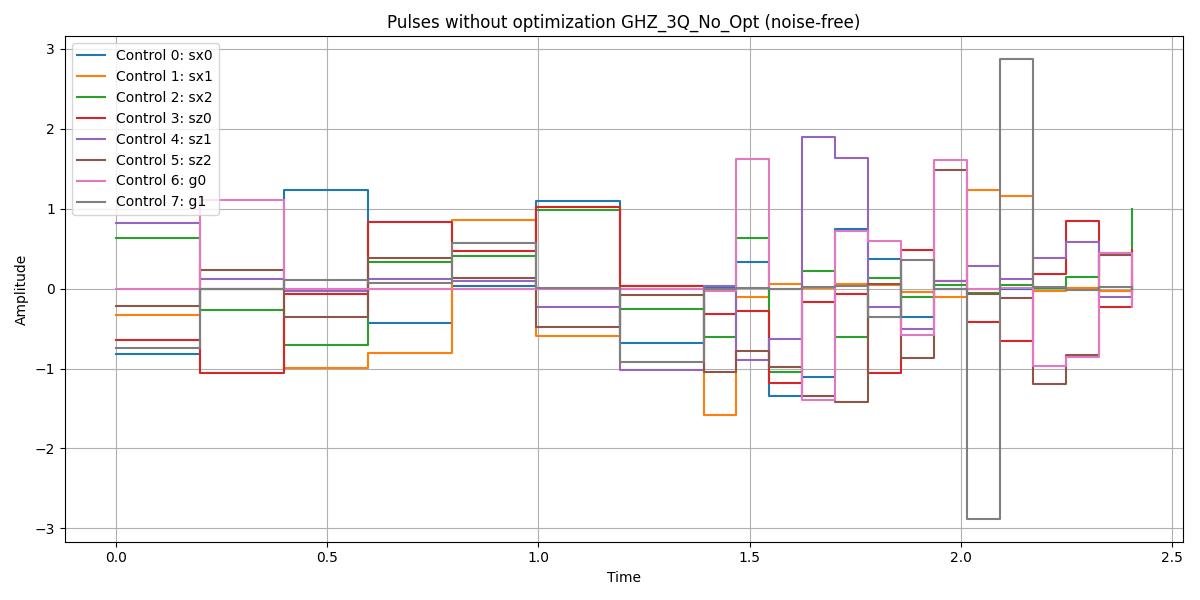 Pulses without optimization GHZ_3Q_No_Opt (noise-free)
Control 0: sx0
Control 1: sx1
Control 2: sx2
Control 3: sz0
Control 4: sz1
Control 5: sz2
Control 6: g0
Control 7: g1
Amplitude
3
2
1
0
−1
−2
−3
0.0 0.5 1.0 1.5 2.0 2.5
Time